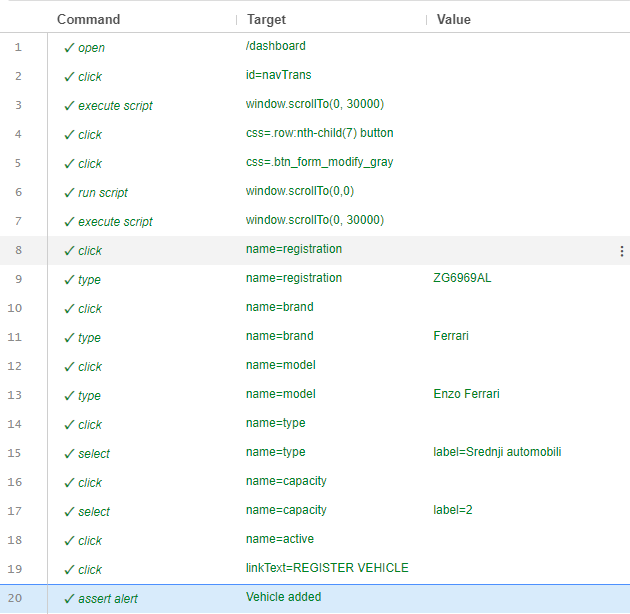 Command Target Value
1 ✓ open /dashboard
2 ✓ click id=navTrans
3 ✓ execute script window.scrollTo(0, 30000)
4 ✓ click css=.row:nth-child(7) button
5 ✓ click css=.btn_form_modify_gray
6 ✓ run script window.scrollTo(0,0)
7 ✓ execute script window.scrollTo(0, 30000)
8 ✓ click name=registration
9 ✓ type name=registration ZG6969AL
10 ✓ click name=brand
11 ✓ type name=brand Ferrari
12 ✓ click name=model
13 ✓ type name=model Enzo Ferrari
14 ✓ click name=type
15 ✓ select name=type label=Srednji automobili
16 ✓ click name=capacity
17 ✓ select name=capacity label=2
18 ✓ click name=active
19 ✓ click linkText=REGISTER VEHICLE
20 ✓ assert alert Vehicle added